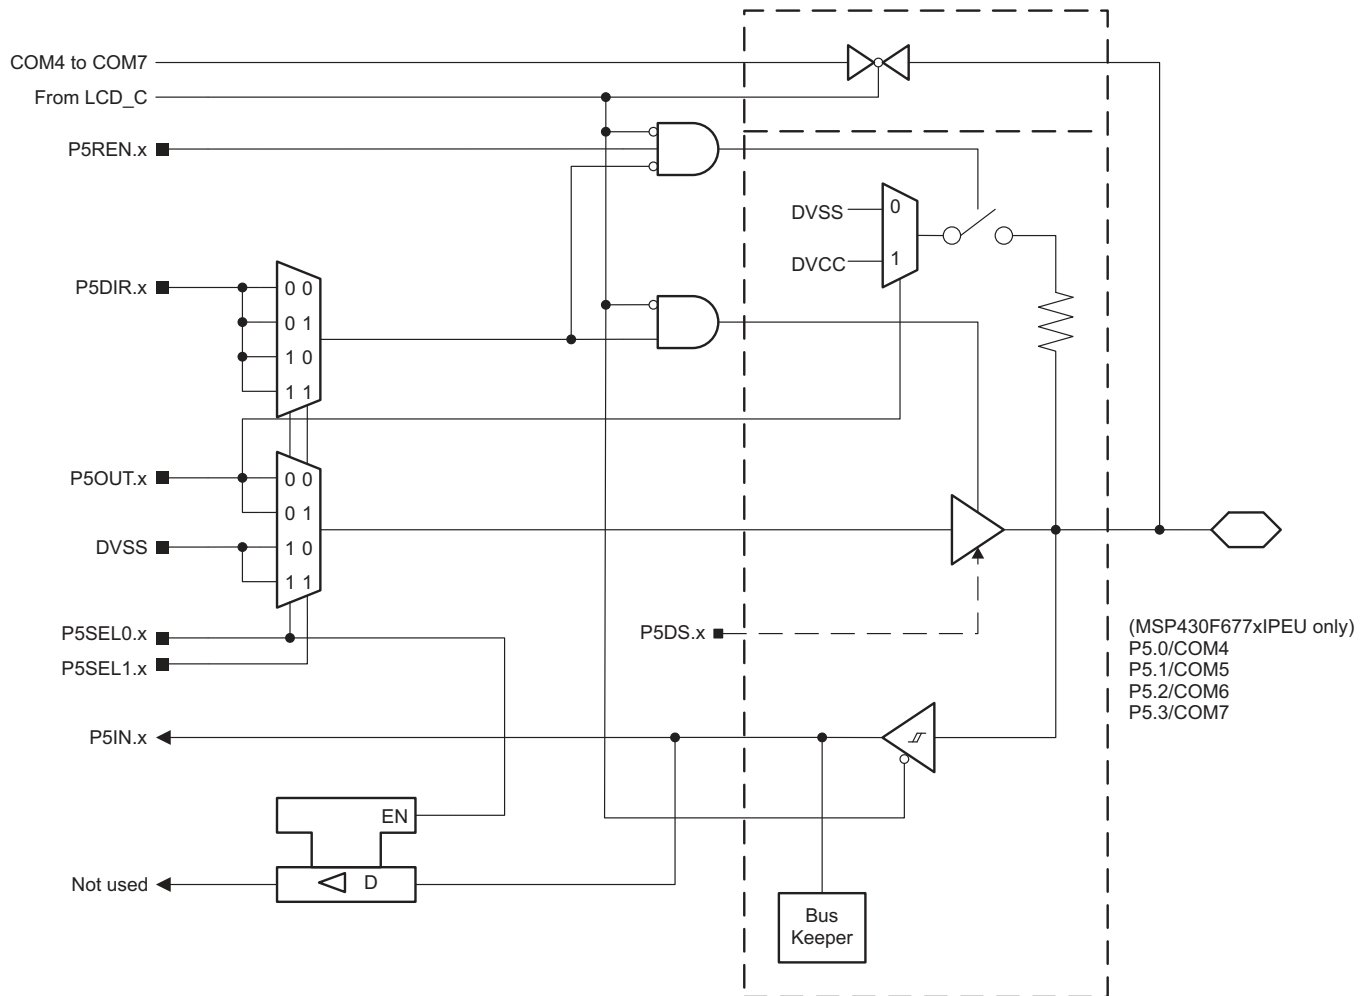 COM4 to COM7
From LCD_C
P5REN.x
DVSS
0
DVCC
1
P5DIR.x
0 0
0 1
1 0
1 1
P5OUT.x
0 0
0 1
DVSS
1 0
1 1
P5SEL0.x
P5SEL1.x
P5DS.x
(MSP430F677xIPEU only)
P5.0/COM4
P5.1/COM5
P5.2/COM6
P5.3/COM7
P5IN.x
EN
Not used
D
Bus
Keeper